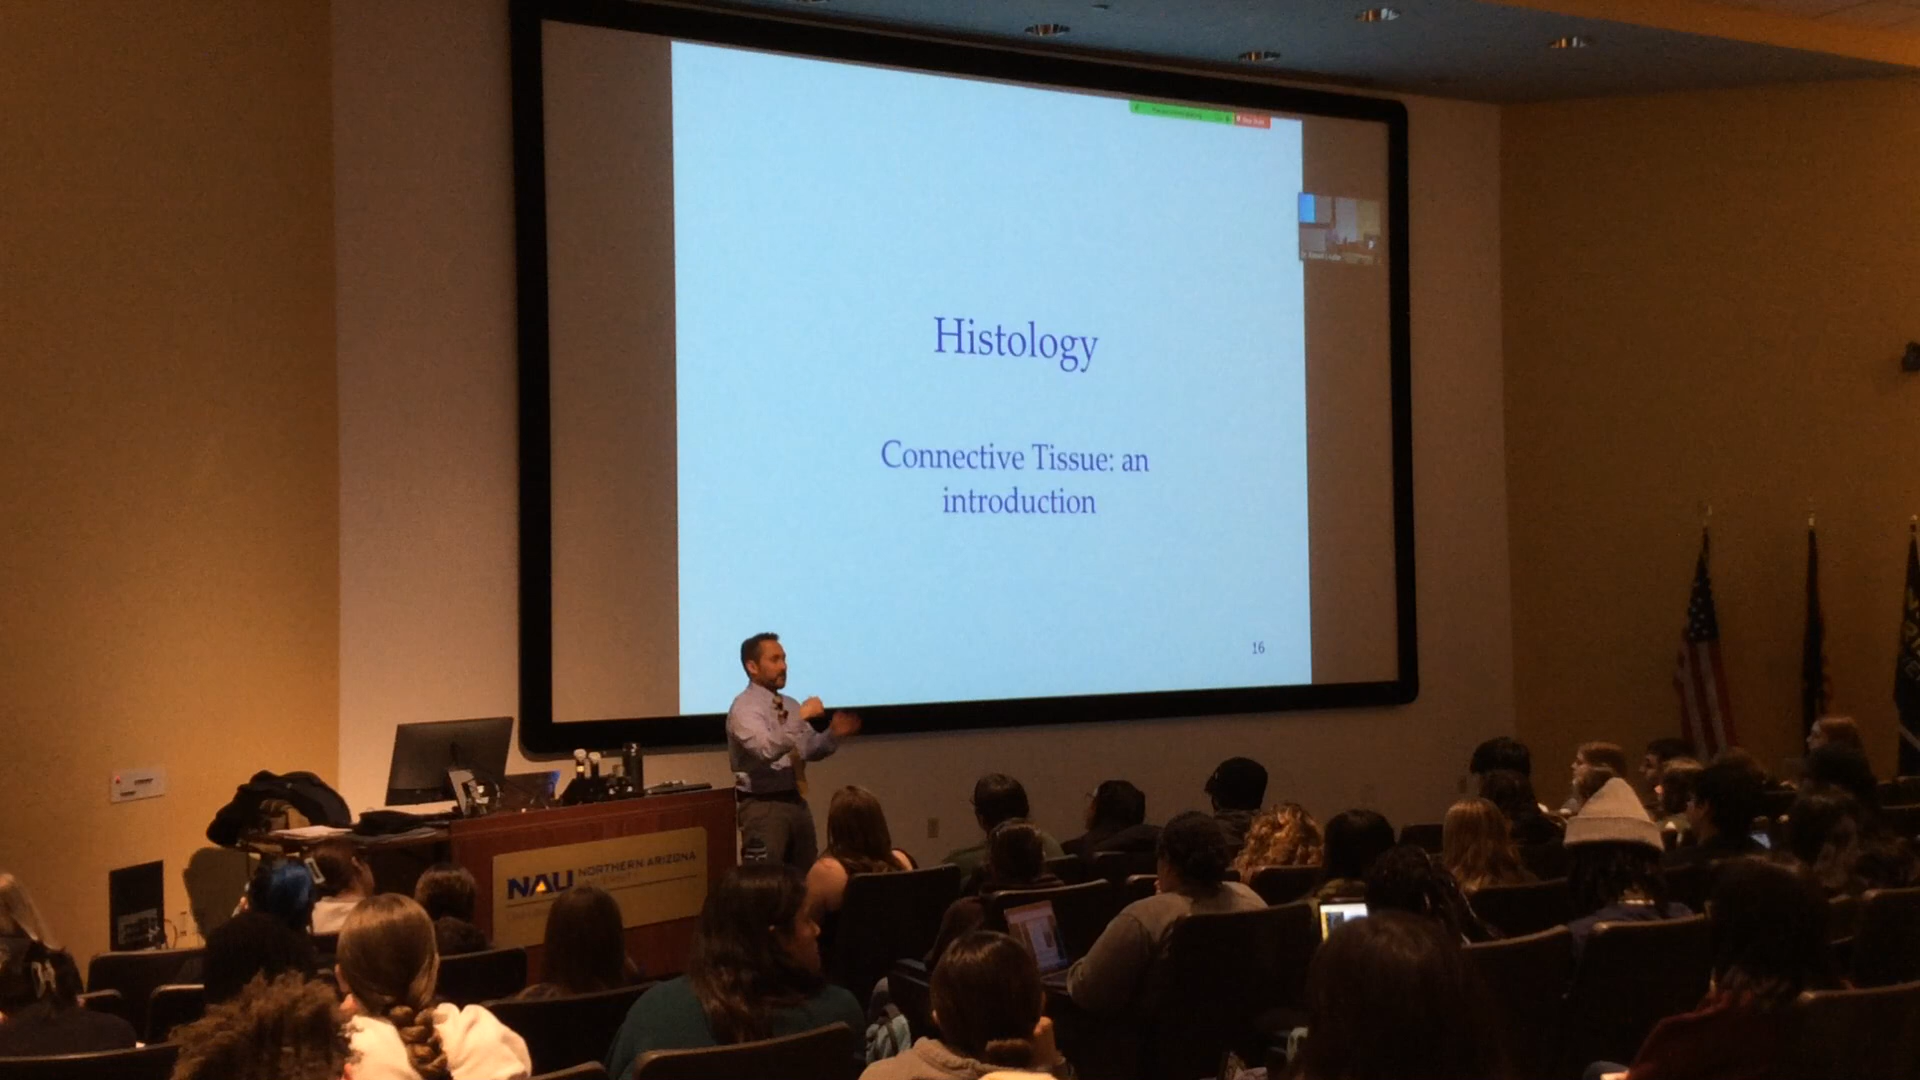 Histology
Connective Tissue: an
introduction
16
NAU NORTHERN ARIZONA